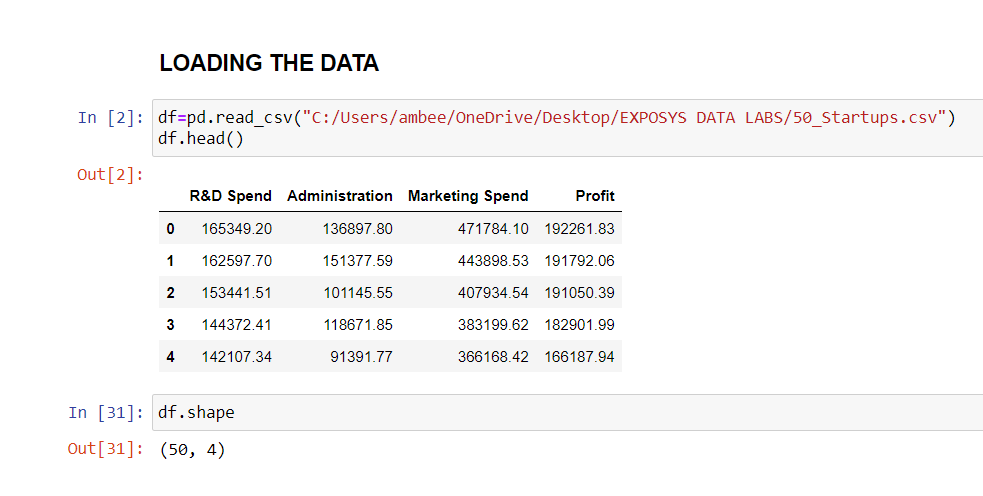 LOADING THE DATA
In [2]: df=pd.read_csv("C:/Users/ambee/OneDrive/Desktop/EXPOSYS DATA LABS/50_Startups.csv")
df.head()
Out[2]:
R&D Spend Administration Marketing Spend Profit
0 165349.20 136897.80 471784.10 192261.83
1 162597.70 151377.59 443898.53 191792.06
2 153441.51 101145.55 407934.54 191050.39
3 144372.41 118671.85 383199.62 182901.99
4 142107.34 91391.77 366168.42 166187.94
In [31]: df.shape
Out[31]: (50, 4)